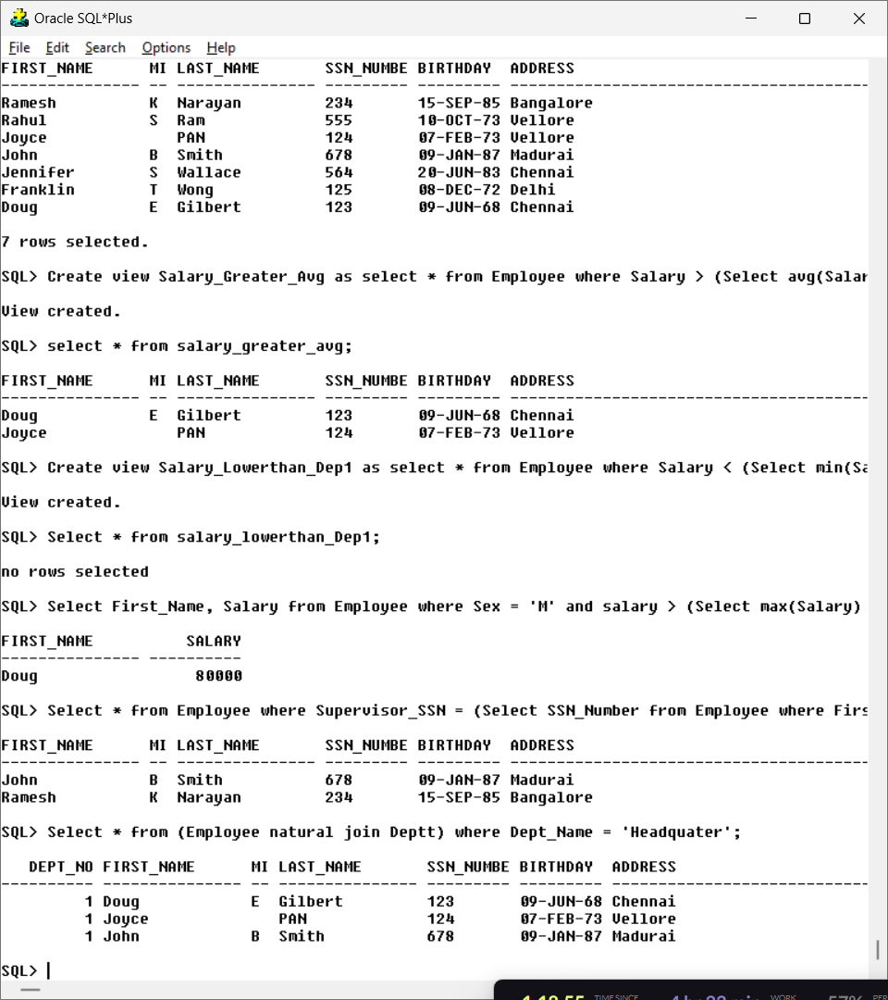 Oracle SQL*Plus
File Edit Search Options Help
FIRST_NAME      MI LAST_NAME       SSN_NUMBE BIRTHDAY  ADDRESS
--------------- -- --------------- --------- --------- ---------------------------------------
Ramesh          K  Narayan         234       15-SEP-85 Bangalore
Rahul           S  Ram             555       10-OCT-73 Vellore
Joyce              PAN             124       07-FEB-73 Vellore
John            B  Smith           678       09-JAN-87 Madurai
Jennifer        S  Wallace         564       20-JUN-83 Chennai
Franklin        T  Wong            125       08-DEC-72 Delhi
Doug            E  Gilbert         123       09-JUN-68 Chennai
7 rows selected.
SQL> Create view Salary_Greater_Avg as select * from Employee where Salary > (Select avg(Salar
View created.
SQL> select * from salary_greater_avg;
FIRST_NAME      MI LAST_NAME       SSN_NUMBE BIRTHDAY  ADDRESS
--------------- -- --------------- --------- --------- ---------------------------------------
Doug            E  Gilbert         123       09-JUN-68 Chennai
Joyce              PAN             124       07-FEB-73 Vellore
SQL> Create view Salary_Lowerthan_Dep1 as select * from Employee where Salary < (Select min(Sa
View created.
SQL> Select * from salary_lowerthan_Dep1;
no rows selected
SQL> Select First_Name, Salary from Employee where Sex = 'M' and salary > (Select max(Salary)
FIRST_NAME          SALARY
--------------- ----------
Doug                 80000
SQL> Select * from Employee where Supervisor_SSN = (Select SSN_Number from Employee where Firs
FIRST_NAME      MI LAST_NAME       SSN_NUMBE BIRTHDAY  ADDRESS
--------------- -- --------------- --------- --------- ---------------------------------------
John            B  Smith           678       09-JAN-87 Madurai
Ramesh          K  Narayan         234       15-SEP-85 Bangalore
SQL> Select * from (Employee natural join Deptt) where Dept_Name = 'Headquater';
   DEPT_NO FIRST_NAME      MI LAST_NAME       SSN_NUMBE BIRTHDAY  ADDRESS
---------- --------------- -- --------------- --------- --------- ----------------------------
         1 Doug            E  Gilbert         123       09-JUN-68 Chennai
         1 Joyce              PAN             124       07-FEB-73 Vellore
         1 John            B  Smith           678       09-JAN-87 Madurai
SQL>
TIME SINCE WORK